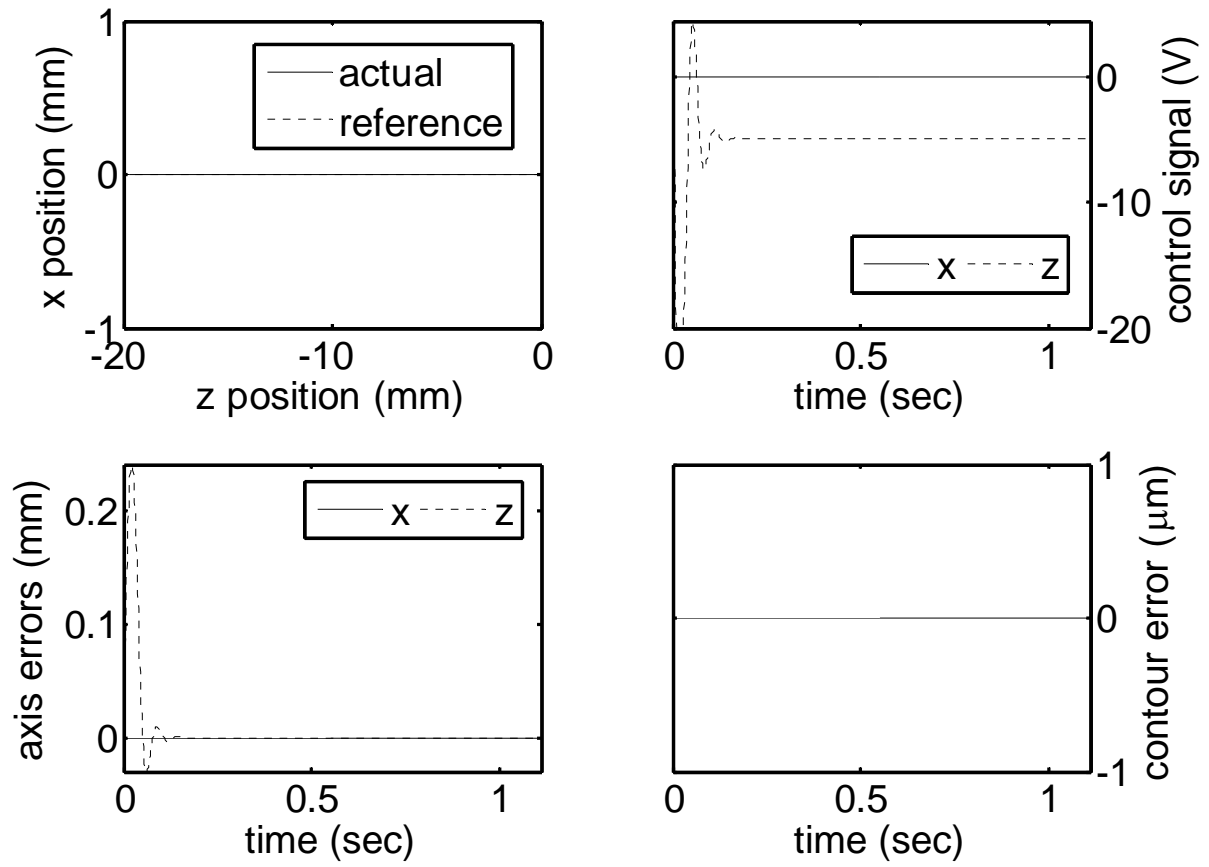 x position (mm)
1
0
-1
actual
reference
-20
-10
0
z position (mm)
control signal (V)
0
-10
-20
x
z
0
0.5
1
time (sec)
axis errors (mm)
0.2
0.1
0
x
z
0
0.5
1
time (sec)
contour error (μm)
1
0
-1
0
0.5
1
time (sec)